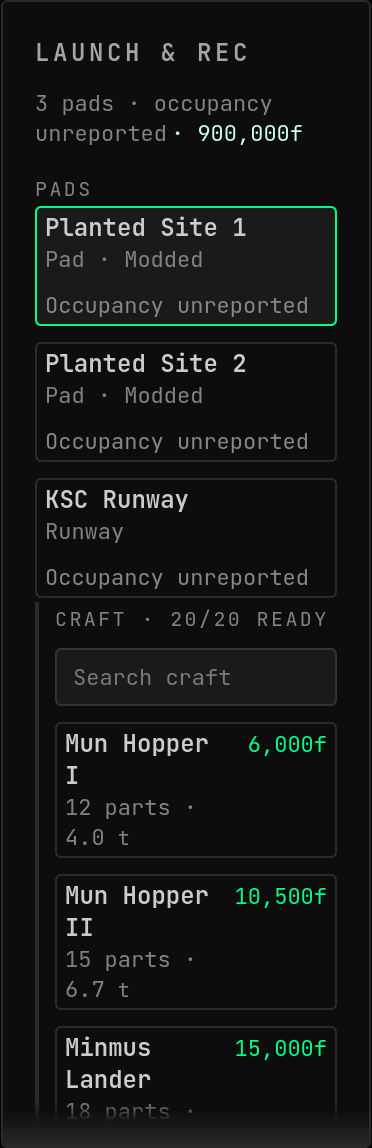 LAUNCH & REC
3 pads · occupancy
unreported · 900,000f
PADS
Planted Site 1
Pad · Modded
Occupancy unreported
Planted Site 2
Pad · Modded
Occupancy unreported
KSC Runway
Runway
Occupancy unreported
CRAFT · 20/20 READY
Search craft
Mun Hopper 6,000f
I
12 parts ·
4.0 t
Mun Hopper 10,500f
II
15 parts ·
6.7 t
Minmus 15,000f
Lander
18 parts ·